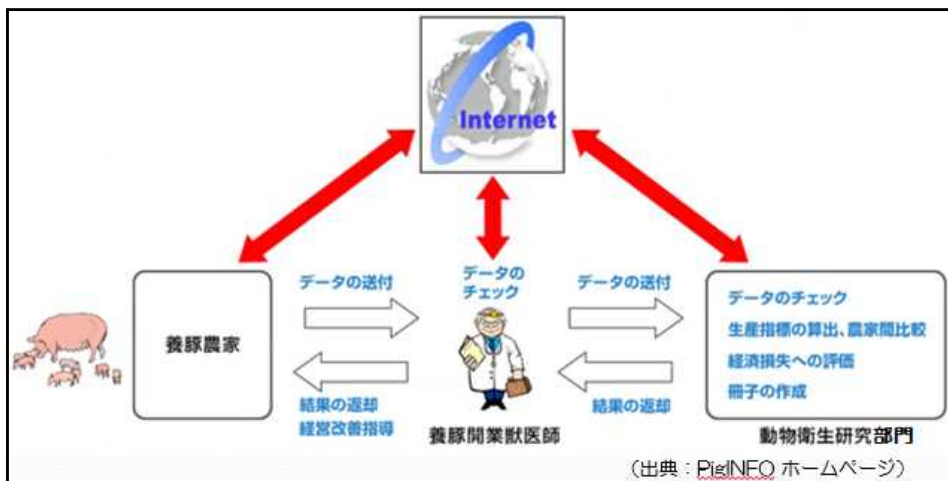 Internet
データの送付
データの
チェック
データの送付
養豚農家
結果の返却
経営改善指導
養豚開業獣医師
結果の返却
データのチェック
生産指標の算出、農家間比較
経済損失への評価
冊子の作成
動物衛生研究部門
（出典：PigINFO ホームページ）